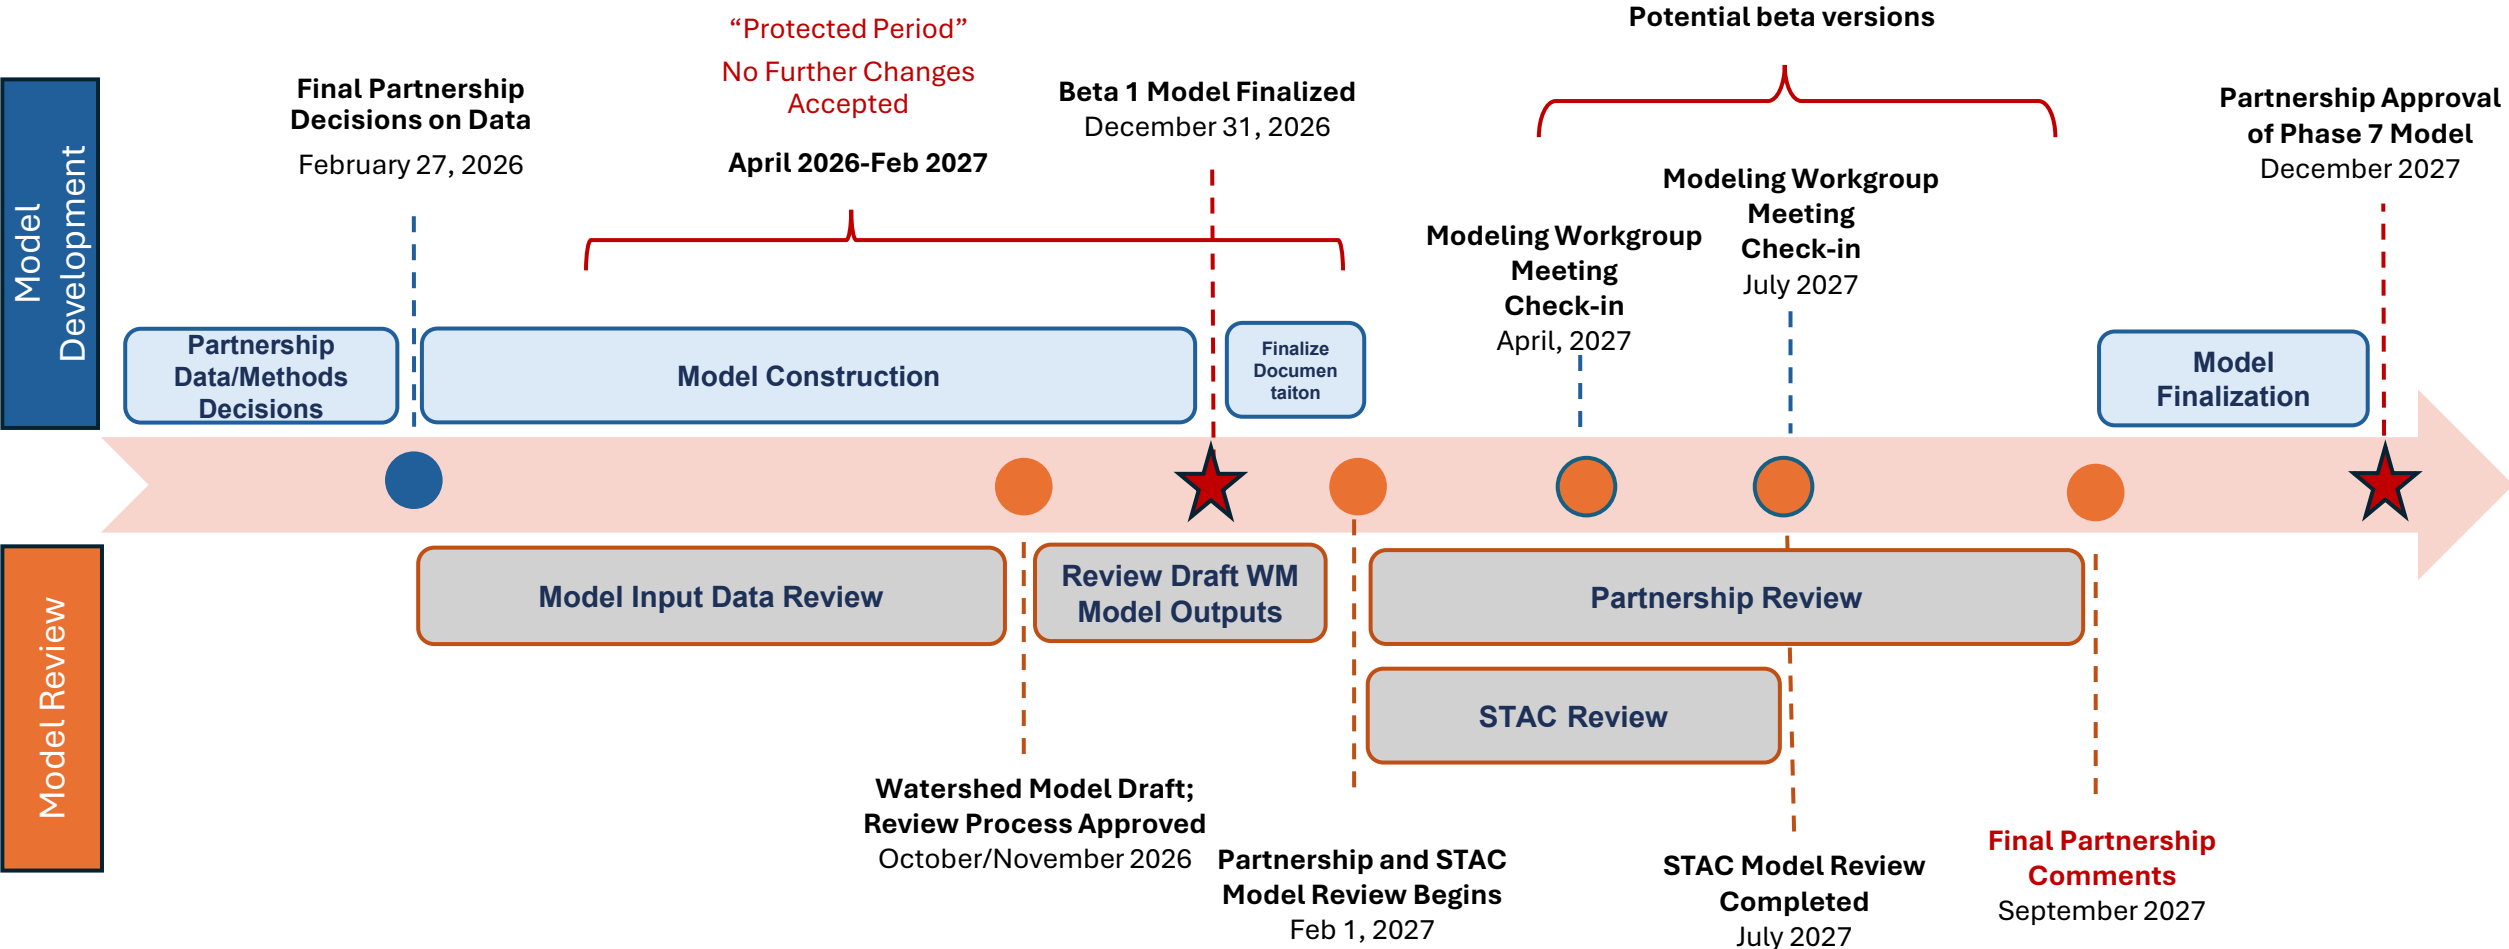 “Protected Period”
No Further Changes
Accepted
April 2026-Feb 2027
Potential beta versions
Final Partnership
Decisions on Data
February 27, 2026
Beta 1 Model Finalized
December 31, 2026
Modeling Workgroup
Meeting
Check-in
April, 2027
Modeling Workgroup
Meeting
Check-in
July 2027
Partnership Approval
of Phase 7 Model
December 2027
Model
Development
Partnership
Data/Methods
Decisions
Model Construction
Finalize
Documen
taiton
Model
Finalization
Model Review
Model Input Data Review
Review Draft WM
Model Outputs
Partnership Review
STAC Review
Watershed Model Draft;
Review Process Approved
October/November 2026
Partnership and STAC
Model Review Begins
Feb 1, 2027
STAC Model Review
Completed
July 2027
Final Partnership
Comments
September 2027